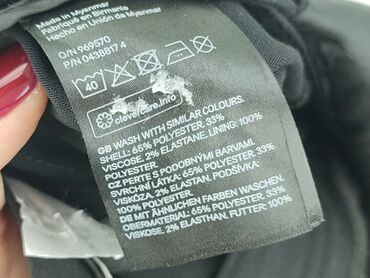 Made in Myanmar
Fabriqué en Birmanie
Hecho en Unión de Myanmar
O/N 969570
P/N 0438817 4
40
clevercare.info
GB WASH WITH SIMILAR COLOURS.
SHELL: 65% POLYESTER, 33%
VISCOSE, 2% ELASTANE. LINING: 100%
POLYESTER
CZ PERTE S PODOBNÝMI BARVAMI.
SVRCHNÍ LÁTKA: 65% POLYESTER, 33%
VISKÓZA, 2% ELASTAN. PODŠÍVKA:
100% POLYESTER
DE MIT ÄHNLICHEN FARBEN WASCHEN.
OBERMATERIAL: 65% POLYESTER, 33%
VISKOSE, 2% ELASTHAN. FUTTER: 100%